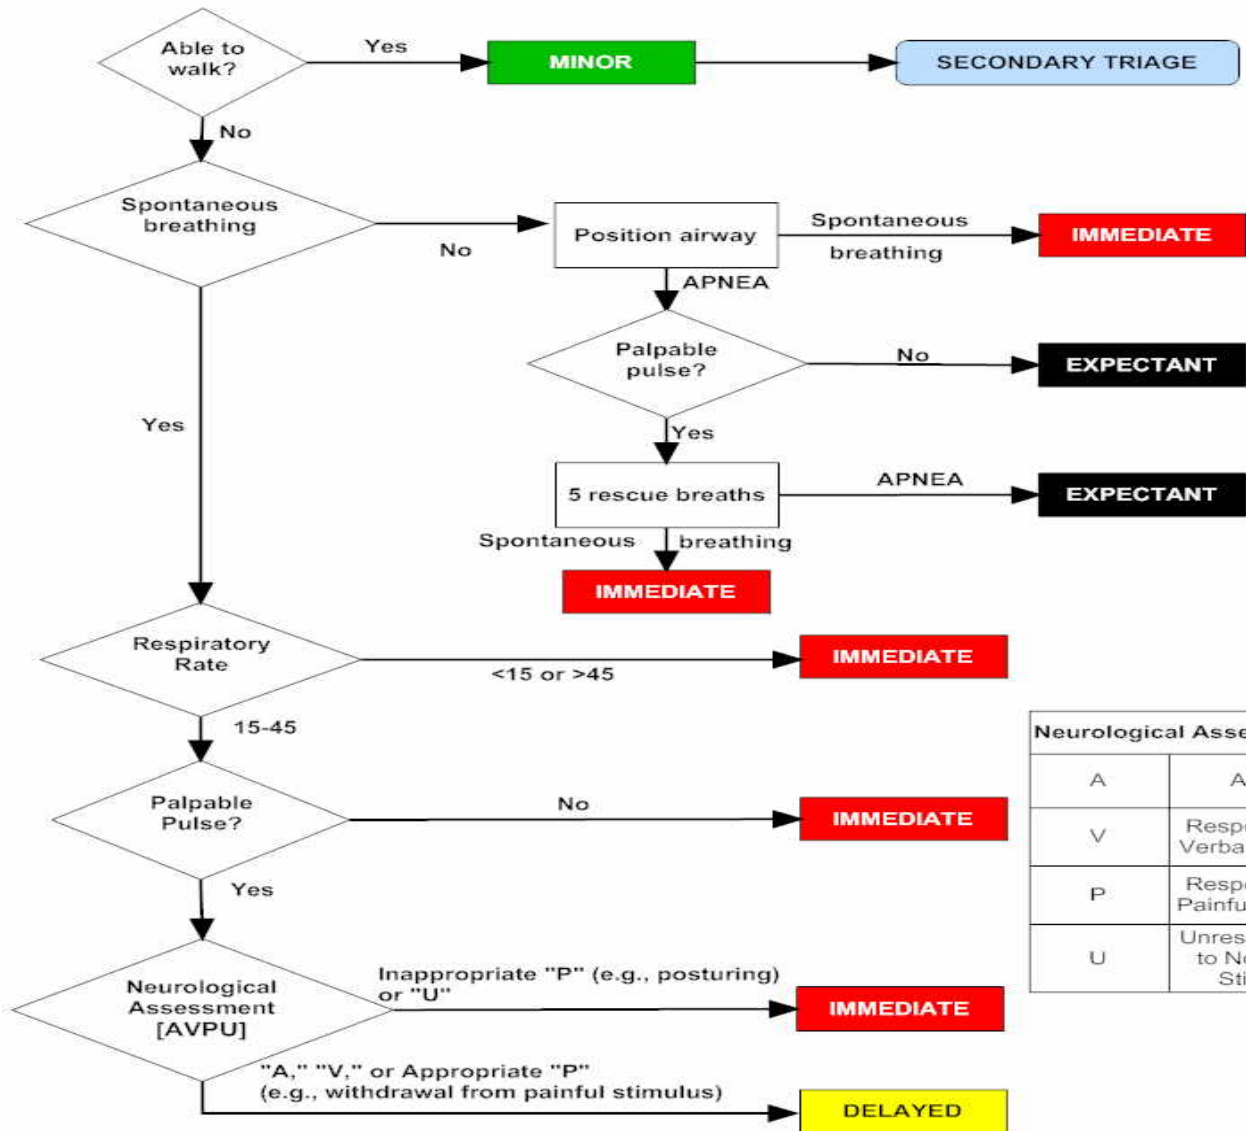 Able to
walk?
Yes
MINOR
SECONDARY TRIAGE
No
Spontaneous
breathing
No
Position airway
Spontaneous
breathing
IMMEDIATE
APNEA
Palpable
pulse?
No
EXPECTANT
Yes
Yes
5 rescue breaths
APNEA
EXPECTANT
Spontaneous breathing
IMMEDIATE
Respiratory
Rate
<15 or >45
IMMEDIATE
15-45
Palpable
Pulse?
No
IMMEDIATE
Yes
Neurological
Assessment
[AVPU]
Inappropriate "P" (e.g., posturing)
or "U"
IMMEDIATE
"A," "V," or Appropriate "P"
(e.g., withdrawal from painful stimulus)
DELAYED
Neurological
A
A
V
P
U
to